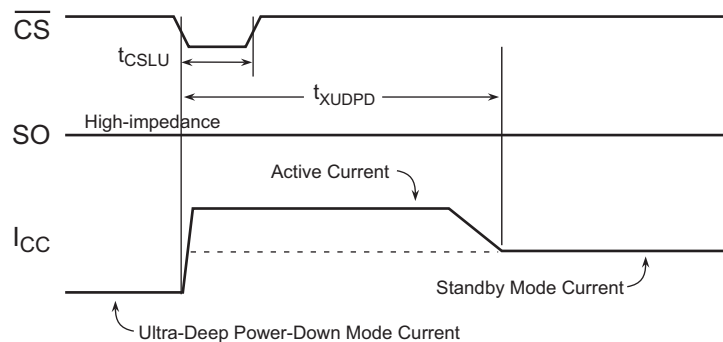 CS
tCSLU
tXUDPD
High-impedance
SO
Active Current
ICC
Standby Mode Current
Ultra-Deep Power-Down Mode Current